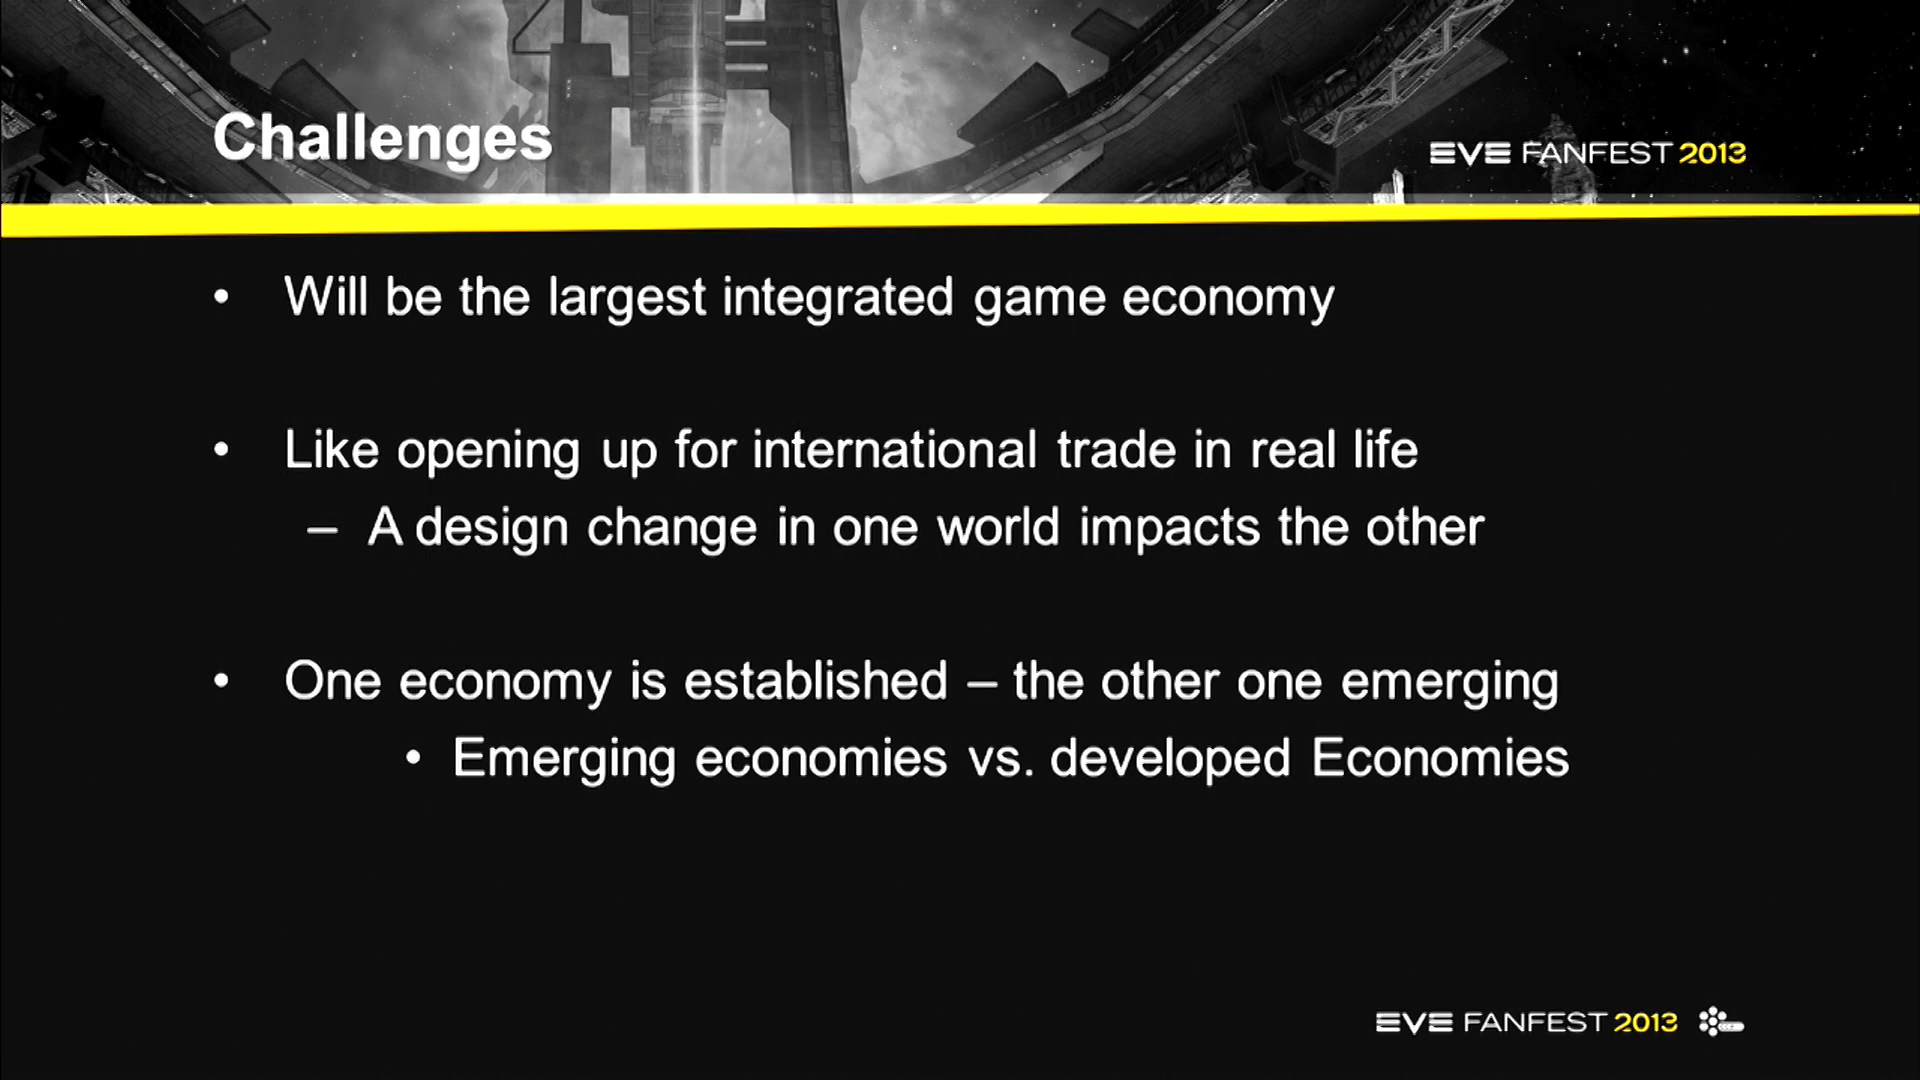 Challenges
EVE FANFEST 2013
• Will be the largest integrated game economy
• Like opening up for international trade in real life
– A design change in one world impacts the other
• One economy is established – the other one emerging
• Emerging economies vs. developed Economies
EVE FANFEST 2013